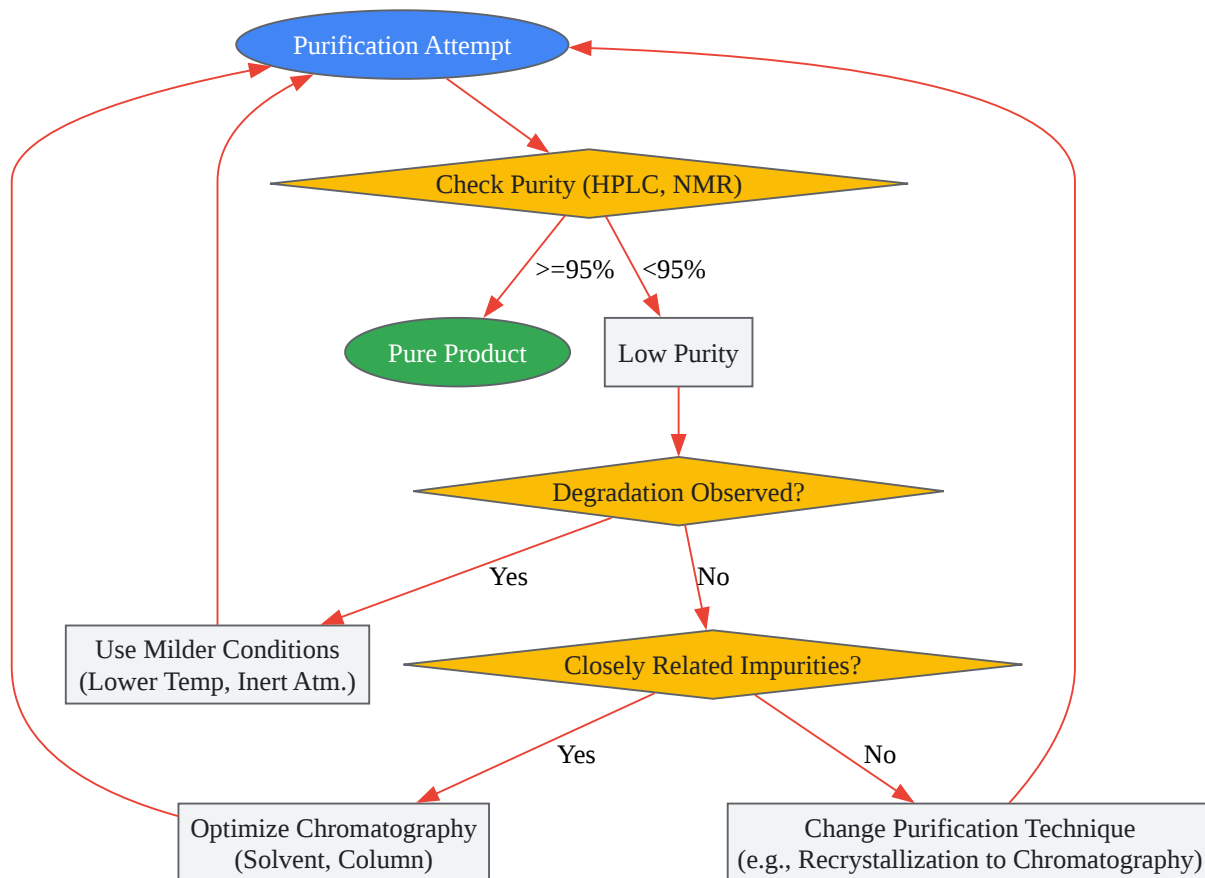 Purification Attempt
Check Purity (HPLC, NMR)
>=95%
<95%
Pure Product
Low Purity
Degradation Observed?
Yes
No
Use Milder Conditions
(Lower Temp, Inert Atm.)
Closely Related Impurities?
Yes
No
Optimize Chromatography
(Solvent, Column)
Change Purification Technique
(e.g., Recrystallization to Chromatography)